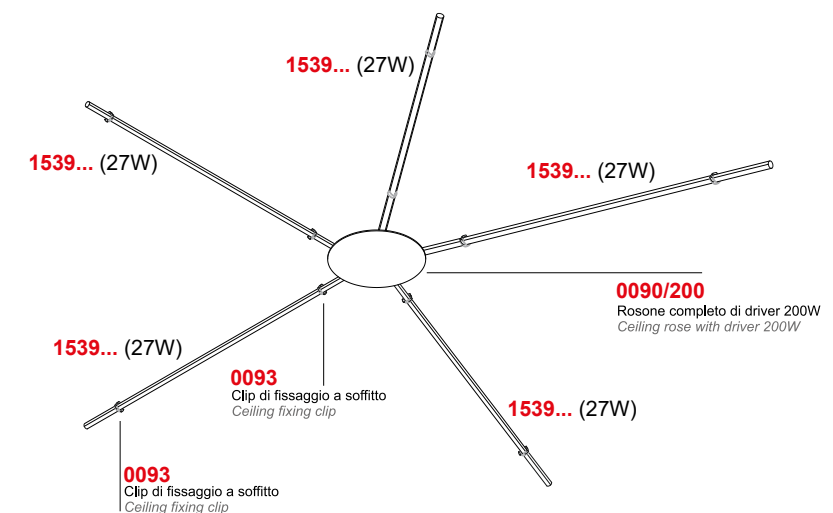 1539... (27W)
1539... (27W)
1539... (27W)
0090/200
Rosone completo di driver 200W
Ceiling rose with driver 200W
1539... (27W)
0093
Clip di fissaggio a soffitto
Ceiling fixing clip
1539... (27W)
0093
Clip di fissaggio a soffitto
Ceiling fixing clip